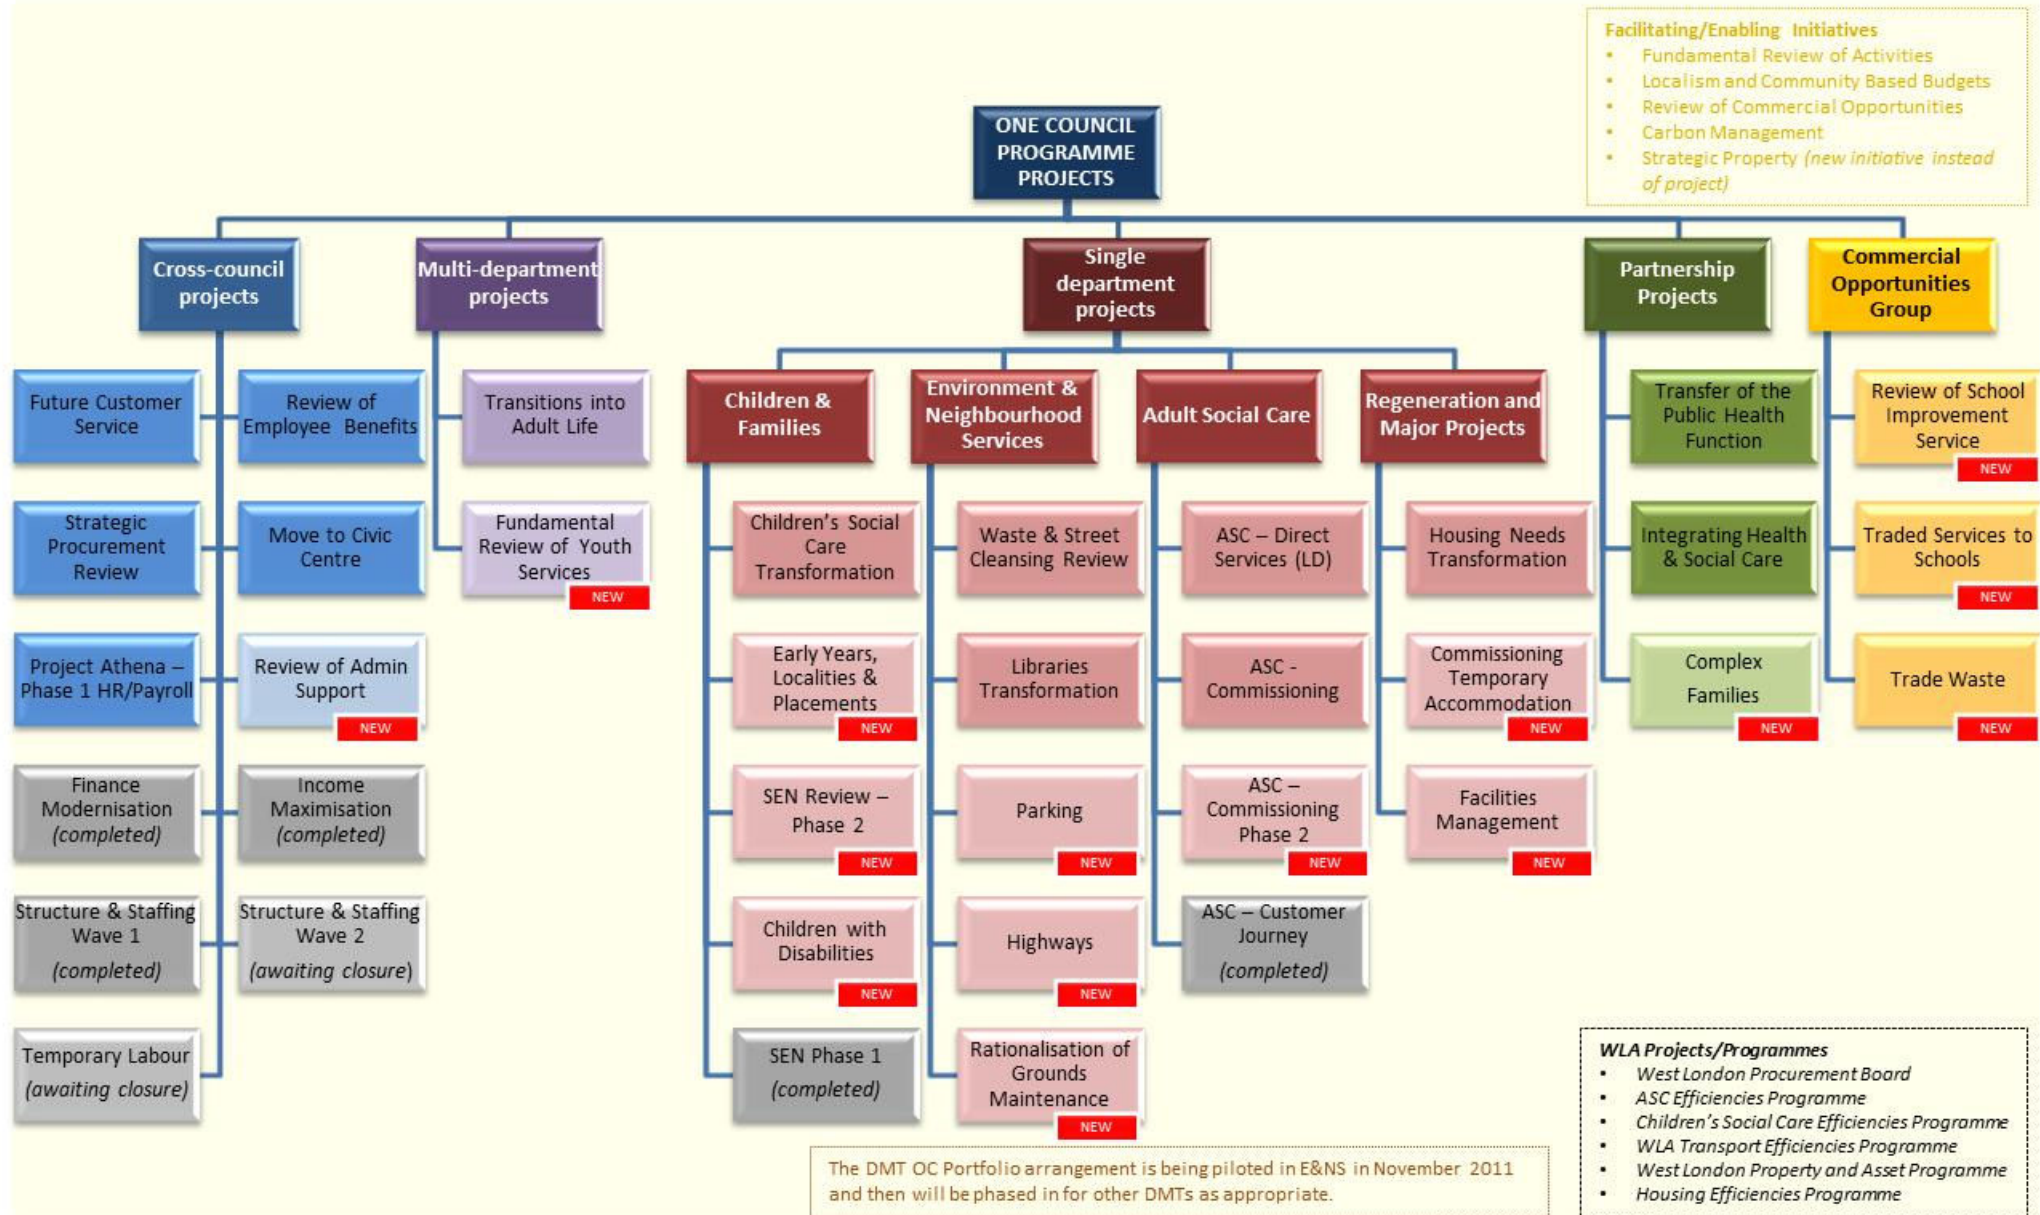 Facilitating/Enabling Initiatives
• Fundamental Review of Activities
• Localism and Community Based Budgets
• Review of Commercial Opportunities
• Carbon Management
• Strategic Property (new initiative instead
of project)
ONE COUNCIL
PROGRAMME
PROJECTS
Cross-council
projects
Multi-department
projects
Single
department
projects
Partnership
Projects
Commercial
Opportunities
Group
Future Customer
Service
Review of
Employee Benefits
Strategic
Procurement
Review
Move to Civic
Centre
Project Athena –
Phase 1 HR/Payroll
Review of Admin
Support
NEW
Finance
Modernisation
(completed)
Income
Maximisation
(completed)
Structure & Staffing
Wave 1
(completed)
Structure & Staffing
Wave 2
(awaiting closure)
Temporary Labour
(awaiting closure)
Transitions into
Adult Life
Fundamental
Review of Youth
Services
NEW
Children &
Families
Children's Social
Care
Transformation
Early Years,
Localities &
Placements
NEW
SEN Review –
Phase 2
NEW
Children with
Disabilities
NEW
SEN Phase 1
(completed)
Environment &
Neighbourhood
Services
Waste & Street
Cleansing Review
Libraries
Transformation
Parking
NEW
Highways
NEW
Rationalisation of
Grounds
Maintenance
NEW
Adult Social Care
ASC – Direct
Services (LD)
ASC -
Commissioning
ASC –
Commissioning
Phase 2
NEW
ASC – Customer
Journey
(completed)
Regeneration and
Major Projects
Housing Needs
Transformation
Commissioning
Temporary
Accommodation
NEW
Facilities
Management
NEW
Transfer of the
Public Health
Function
Integrating Health
& Social Care
Complex
Families
NEW
Review of School
Improvement
Service
NEW
Traded Services to
Schools
NEW
Trade Waste
NEW
The DMT OC Portfolio arrangement is being piloted in E&NS in November 2011
and then will be phased in for other DMTs as appropriate.
WLA Projects/Programmes
• West London Procurement Board
• ASC Efficiencies Programme
• Children's Social Care Efficiencies Programme
• WLA Transport Efficiencies Programme
• West London Property and Asset Programme
• Housing Efficiencies Programme